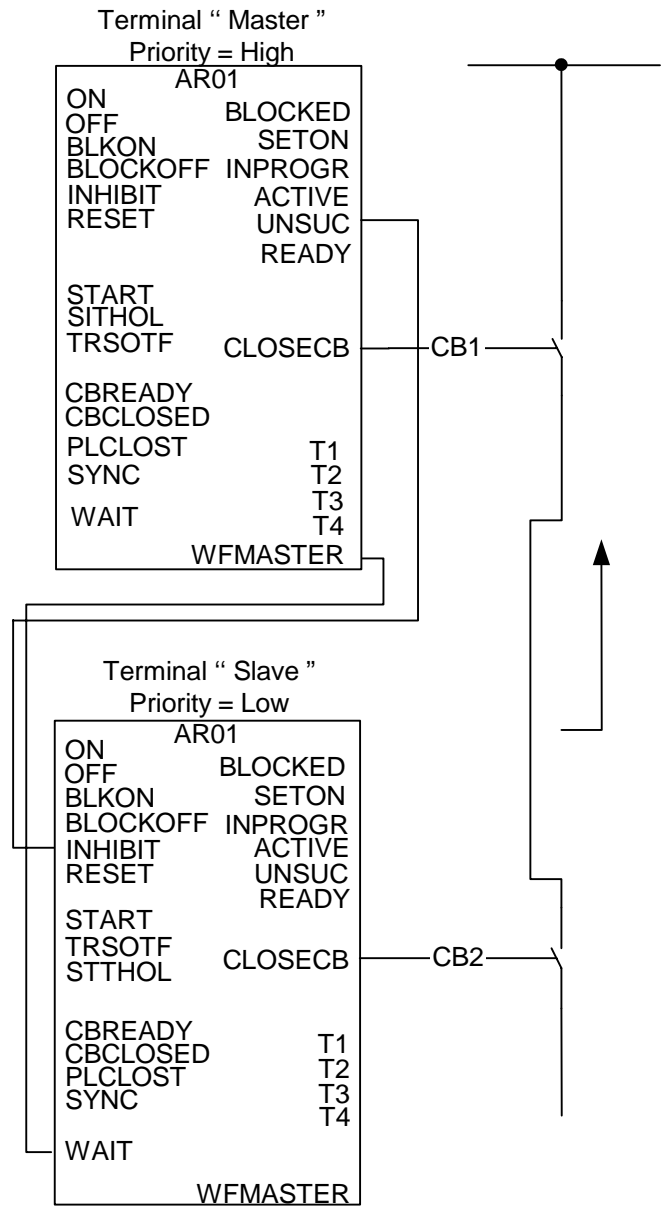 Terminal “ Master ”
Priority = High
AR01
ON
OFF
BLKON
BLOCKOFF
INHIBIT
RESET
START
SITHOL
TRSOTF
CBREADY
CBCLOSED
PLCLOST
SYNC
WAIT
BLOCKED
SETON
INPROGR
ACTIVE
UNSUC
READY
CLOSECB
T1
T2
T3
T4
WFMASTER
CB1
Terminal “ Slave ”
Priority = Low
AR01
ON
OFF
BLKON
BLOCKOFF
INHIBIT
RESET
START
TRSOTF
STTHOL
CBREADY
CBCLOSED
PLCLOST
SYNC
WAIT
BLOCKED
SETON
INPROGR
ACTIVE
UNSUC
READY
CLOSECB
T1
T2
T3
T4
WFMASTER
CB2